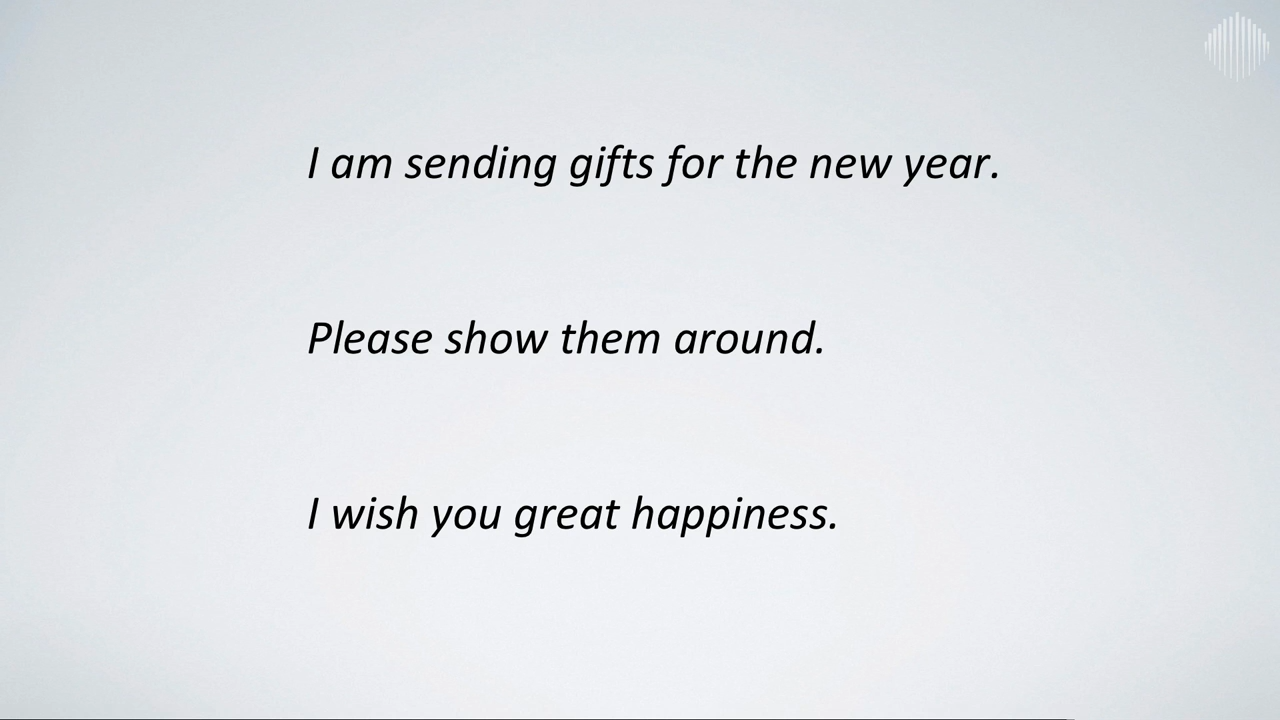 I am sending gifts for the new year.
Please show them around.
I wish you great happiness.